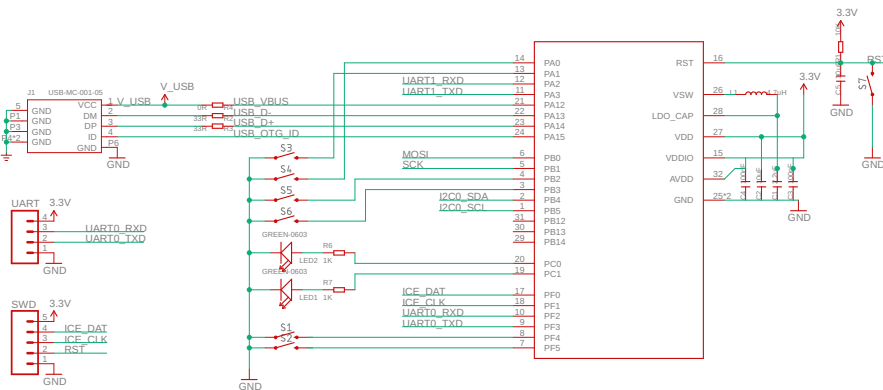 J1 USB-MC-001-05
V_USB
5 GND VCC 1 V_USB
P1 GND DM 2
P3 GND DP 3
P4*2 GND ID 4
GND P6
GND
0R R4 USB_VBUS
33R R2 USB_D-
33R R3 USB_D+
USB_OTG_ID
UART 3.3V
4
3 UART0_RXD
2 UART0_TXD
1
GND
SWD 3.3V
5
4 ICE_DAT
3 ICE_CLK
2 RST
1
GND
S3
S4
S5
S6
GREEN-0603
LED2
R6
1K
GREEN-0603
LED1
R7
1K
S1
S2
GND
14 PA0
13 PA1
UART1_RXD 12 PA2
UART1_TXD 11 PA3
21 PA12
22 PA13
23 PA14
24 PA15
MOSI 6 PB0
SCK 5 PB1
4 PB2
3 PB3
I2C0_SDA 2 PB4
I2C0_SCL 1 PB5
31 PB12
30 PB13
29 PB14
20 PC0
19 PC1
ICE_DAT 17 PF0
ICE_CLK 18 PF1
UART0_RXD 10 PF2
UART0_TXD 9 PF3
8 PF4
7 PF5
RST 16
VSW 26
LDO_CAP 28
VDD 27
VDDIO 15
AVDD 32
GND 25*2
L1
3.3V
C4
C2
C1
C3
GND
3.3V
C5
GND
S7
RST
GND